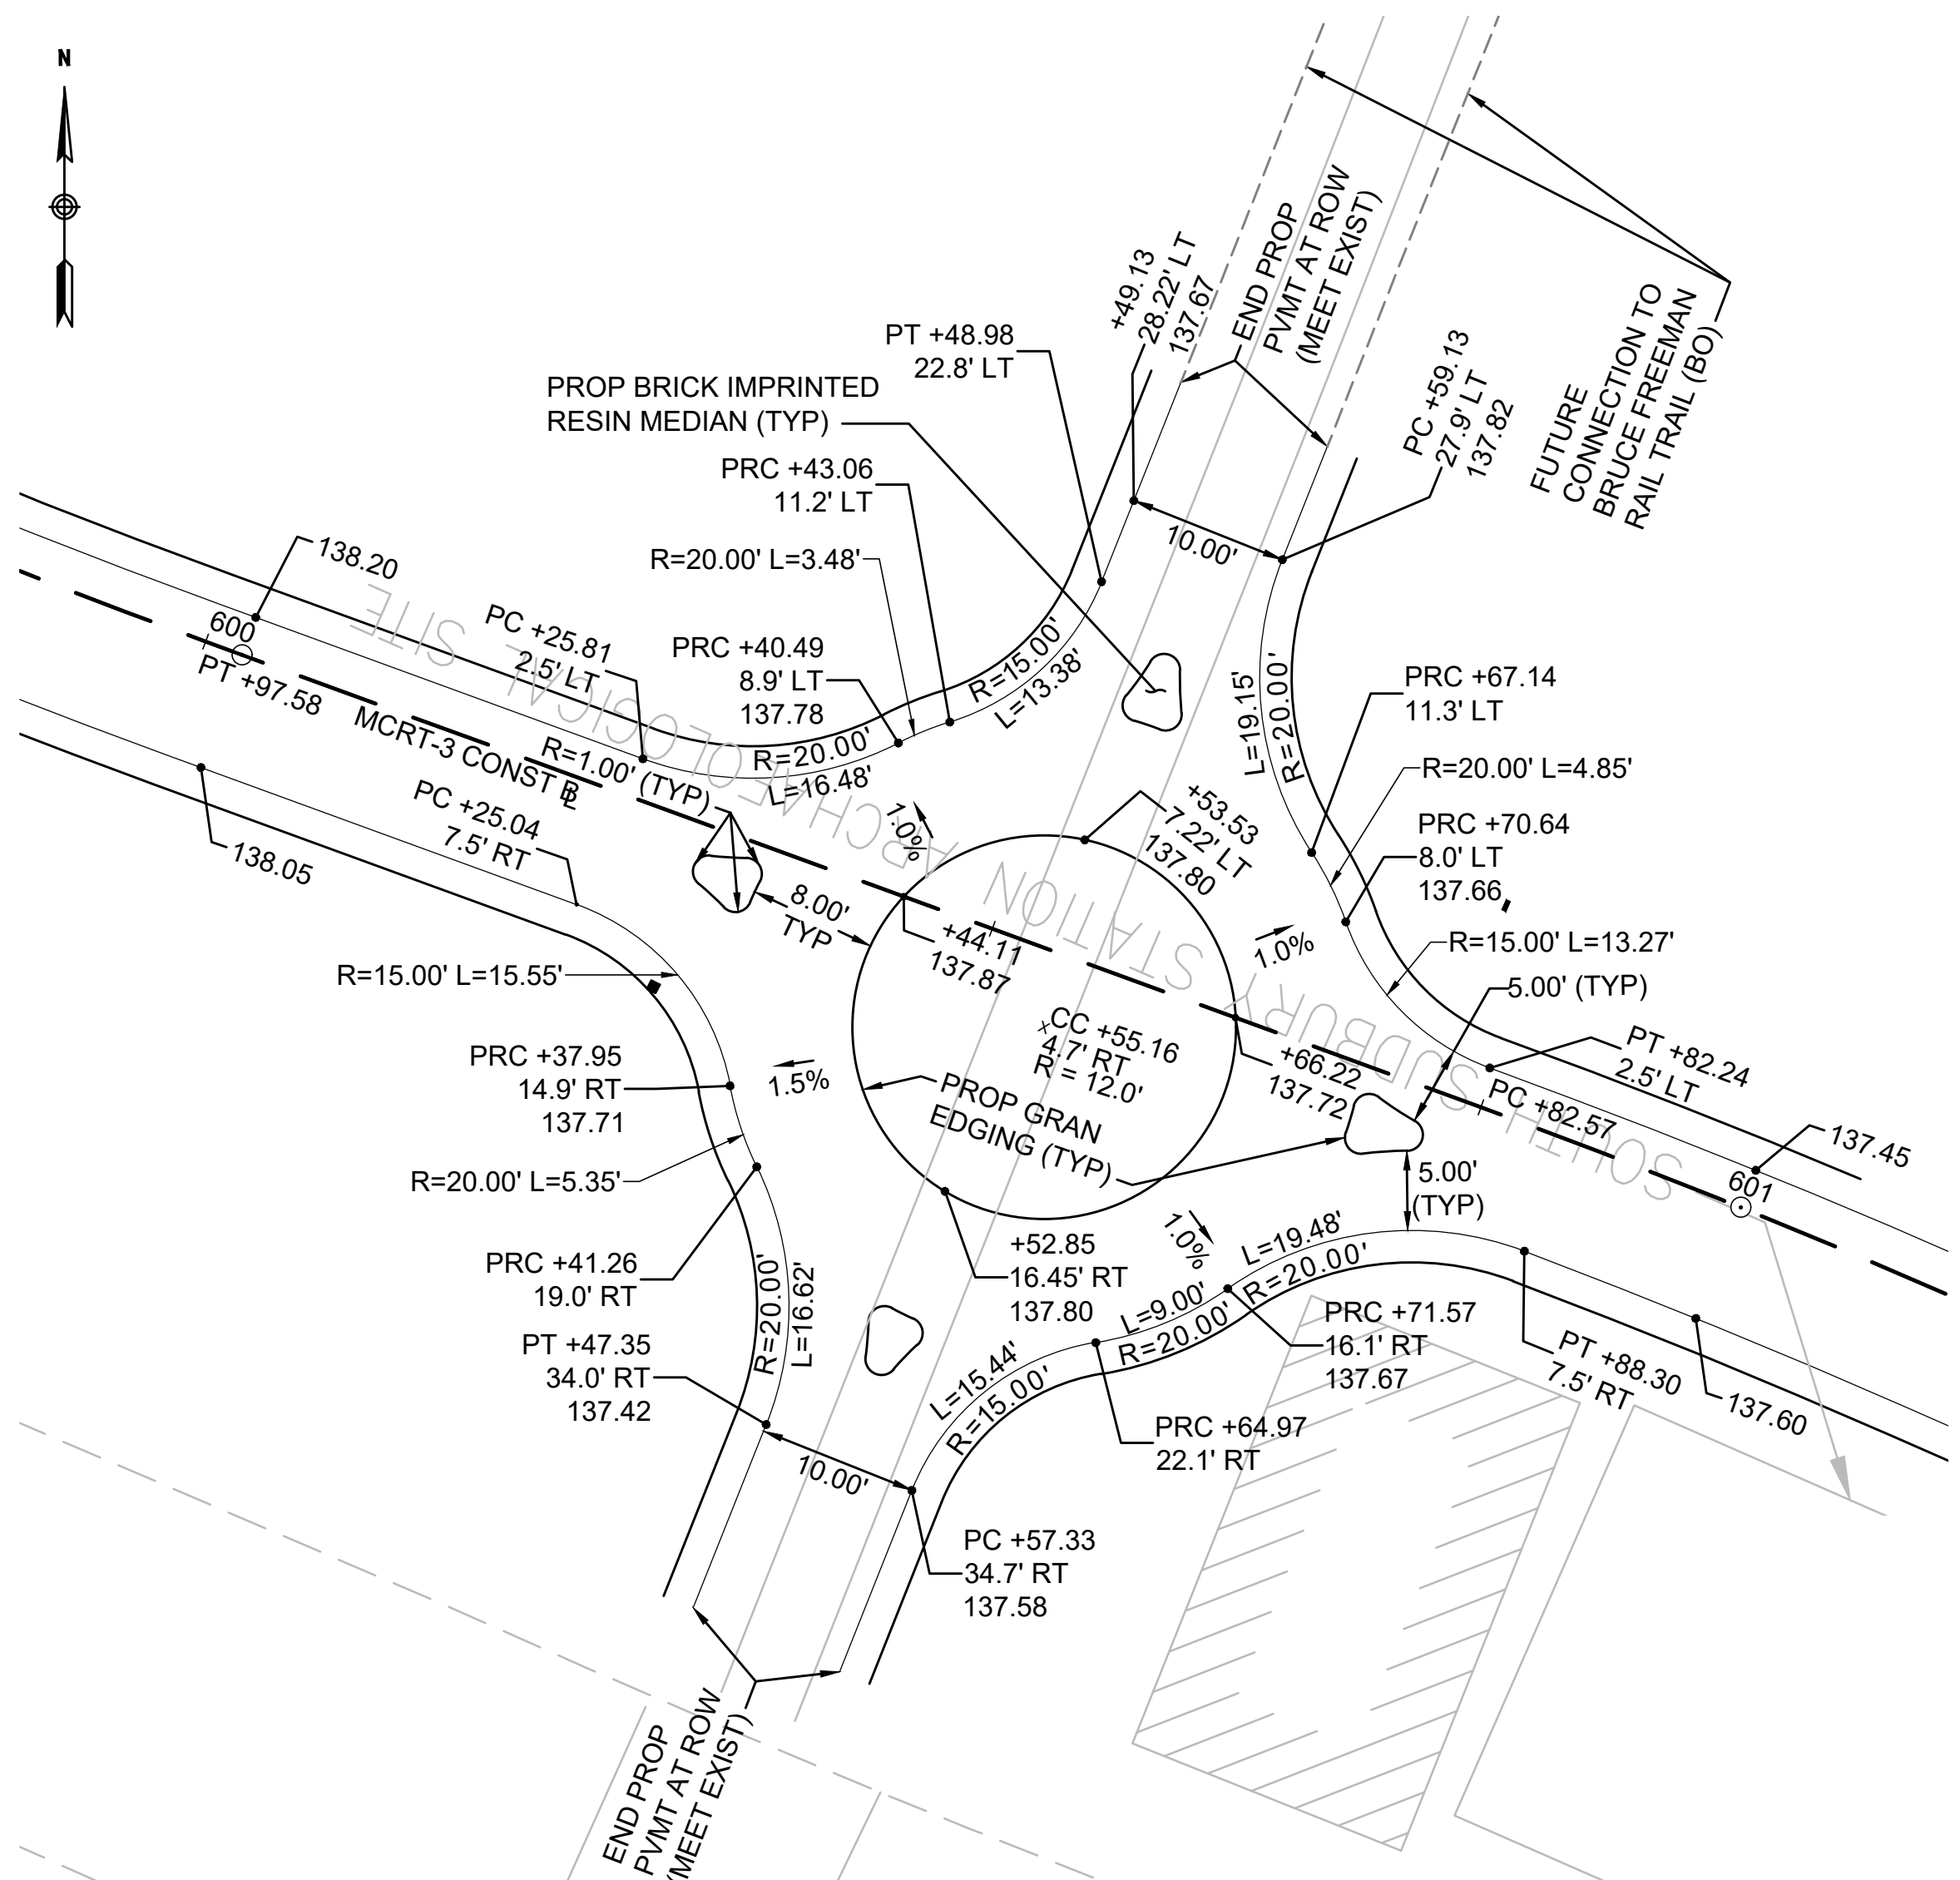 N
+49.13
28.22' LT
137.67
END PROP
PVMT AT ROW
(MEET EXIST)
FUTURE
CONNECTION TO
BRUCE FREEMAN
RAIL TRAIL (BO)
PC +59.13
27.9' LT
137.82
PT +48.98
22.8' LT
PROP BRICK IMPRINTED
RESIN MEDIAN (TYP)
PRC +43.06
11.2' LT
10.00'
R=20.00' L=3.48'
138.20
600
PT +97.58
MCRT-3 CONST BL
PC +25.81
2.5' LT
PRC +40.49
8.9' LT
137.78
R=15.00'
L=13.38'
R=20.00'
L=16.48'
R=1.00' (TYP)
L=19.15'
R=20.00'
PRC +67.14
11.3' LT
R=20.00' L=4.85'
PRC +70.64
8.0' LT
137.66
R=15.00' L=13.27'
5.00' (TYP)
PC +25.04
7.5' RT
138.05
1.0%
+53.53
7.22' LT
137.80
8.00'
TYP
+44.11
137.87
1.0%
SOUTH SUDBURY STATION ARCHAEOLOGICAL SITE
R=15.00' L=15.55'
CC +55.16
4.7' RT
R = 12.0'
+66.22
137.72
PT +82.24
2.5' LT
PC +82.57
137.45
601
PRC +37.95
14.9' RT
137.71
1.5%
PROP GRAN
EDGING (TYP)
5.00'
(TYP)
R=20.00' L=5.35'
PRC +41.26
19.0' RT
+52.85
16.45' RT
137.80
1.0%
L=19.48'
R=20.00'
L=9.00'
R=20.00'
PRC +71.57
16.1' RT
137.67
PT +88.30
7.5' RT
137.60
R=20.00'
L=16.62'
PT +47.35
34.0' RT
137.42
L=15.44'
R=15.00'
PRC +64.97
22.1' RT
10.00'
PC +57.33
34.7' RT
137.58
END PROP
PVMT AT ROW
(MEET EXIST)